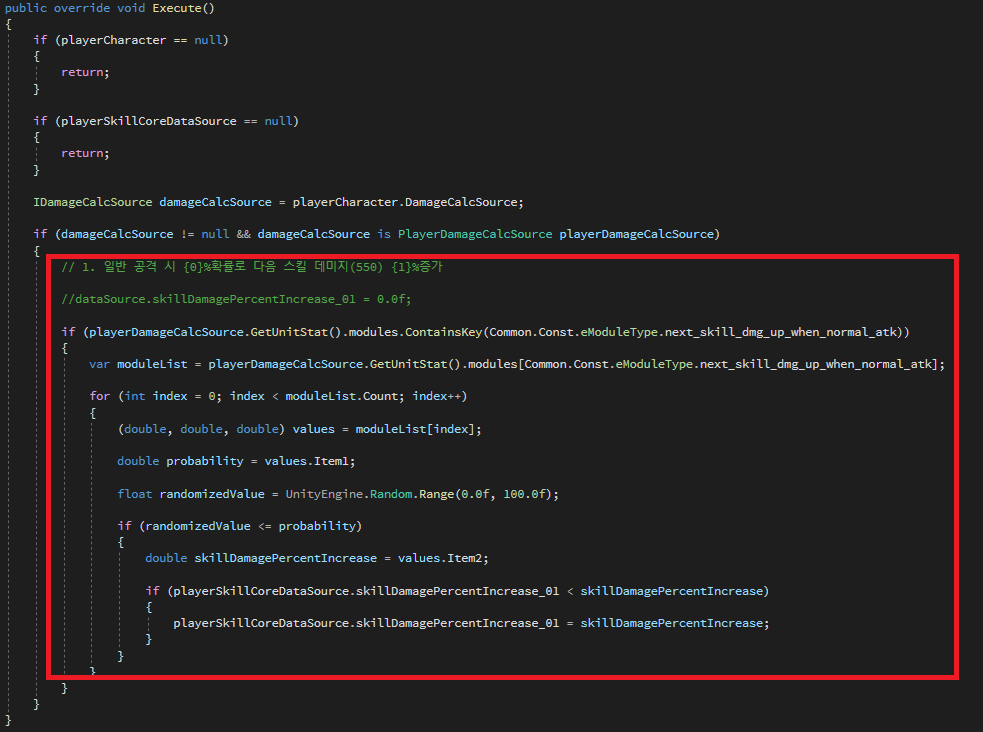 public override void Execute()
{
if (playerCharacter == null)
{
return;
}
if (playerSkillCoreDataSource == null)
{
return;
}
IDamageCalcSource damageCalcSource = playerCharacter.DamageCalcSource;
if (damageCalcSource != null && damageCalcSource is PlayerDamageCalcSource playerDamageCalcSource)
{
// 1. 일반 공격 시 {0}%확률로 다음 스킬 데미지(550) {1}%증가
//dataSource.skillDamagePercentIncrease_01 = 0.0f;
if (playerDamageCalcSource.GetUnitStat().modules.ContainsKey(Common.Const.eModuleType.next_skill_dmg_up_when_normal_atk))
{
var moduleList = playerDamageCalcSource.GetUnitStat().modules[Common.Const.eModuleType.next_skill_dmg_up_when_normal_atk];
for (int index = 0; index < moduleList.Count; index++)
{
(double, double, double) values = moduleList[index];
double probability = values.Item1;
float randomizedValue = UnityEngine.Random.Range(0.0f, 100.0f);
if (randomizedValue <= probability)
{
double skillDamagePercentIncrease = values.Item2;
if (playerSkillCoreDataSource.skillDamagePercentIncrease_01 < skillDamagePercentIncrease)
{
playerSkillCoreDataSource.skillDamagePercentIncrease_01 = skillDamagePercentIncrease;
}
}
}
}
}
}